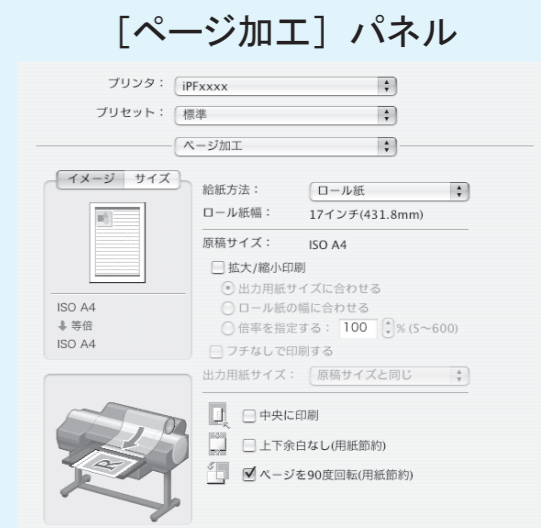 ［ページ加工］パネル
プリンタ： iPFxxxx
プリセット： 標準
ページ加工
イメージ サイズ
給紙方法： ロール紙
ロール紙幅： 17インチ(431.8mm)
原稿サイズ： ISO A4
拡大/縮小印刷
出力用紙サイズに合わせる
ロール紙の幅に合わせる
倍率を指定する： 100 % (5～600)
フチなしで印刷する
出力用紙サイズ： 原稿サイズと同じ
ISO A4
等倍
ISO A4
中央に印刷
上下余白なし(用紙節約)
ページを90度回転(用紙節約)
R